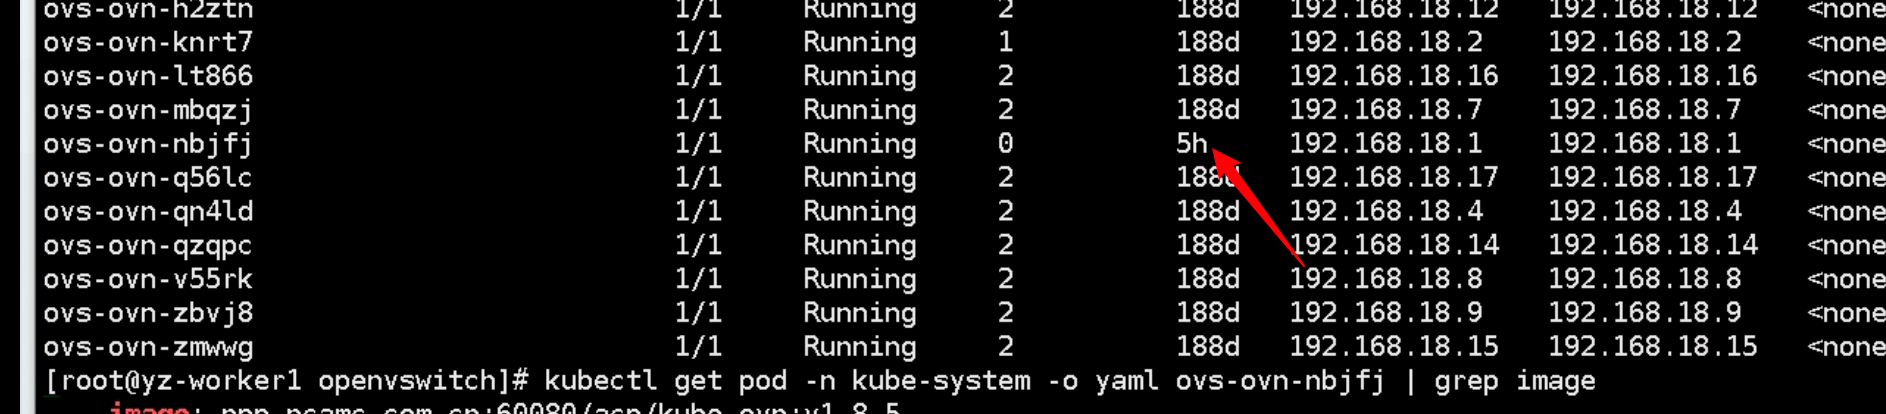 ovs-ovn-h2ztn 1/1 Running 2 188d 192.168.18.12 192.168.18.12 <none
ovs-ovn-knrt7 1/1 Running 1 188d 192.168.18.2 192.168.18.2 <none
ovs-ovn-lt866 1/1 Running 2 188d 192.168.18.16 192.168.18.16 <none
ovs-ovn-mbqzj 1/1 Running 2 188d 192.168.18.7 192.168.18.7 <none
ovs-ovn-nbjfj 1/1 Running 0 5h 192.168.18.1 192.168.18.1 <none
ovs-ovn-q56lc 1/1 Running 2 188d 192.168.18.17 192.168.18.17 <none
ovs-ovn-qn4ld 1/1 Running 2 188d 192.168.18.4 192.168.18.4 <none
ovs-ovn-qzqpc 1/1 Running 2 188d 192.168.18.14 192.168.18.14 <none
ovs-ovn-v55rk 1/1 Running 2 188d 192.168.18.8 192.168.18.8 <none
ovs-ovn-zbvj8 1/1 Running 2 188d 192.168.18.9 192.168.18.9 <none
ovs-ovn-zmwwg 1/1 Running 2 188d 192.168.18.15 192.168.18.15 <none
[root@yz-worker1 openvswitch]# kubectl get pod -n kube-system -o yaml ovs-ovn-nbjfj | grep image
image: